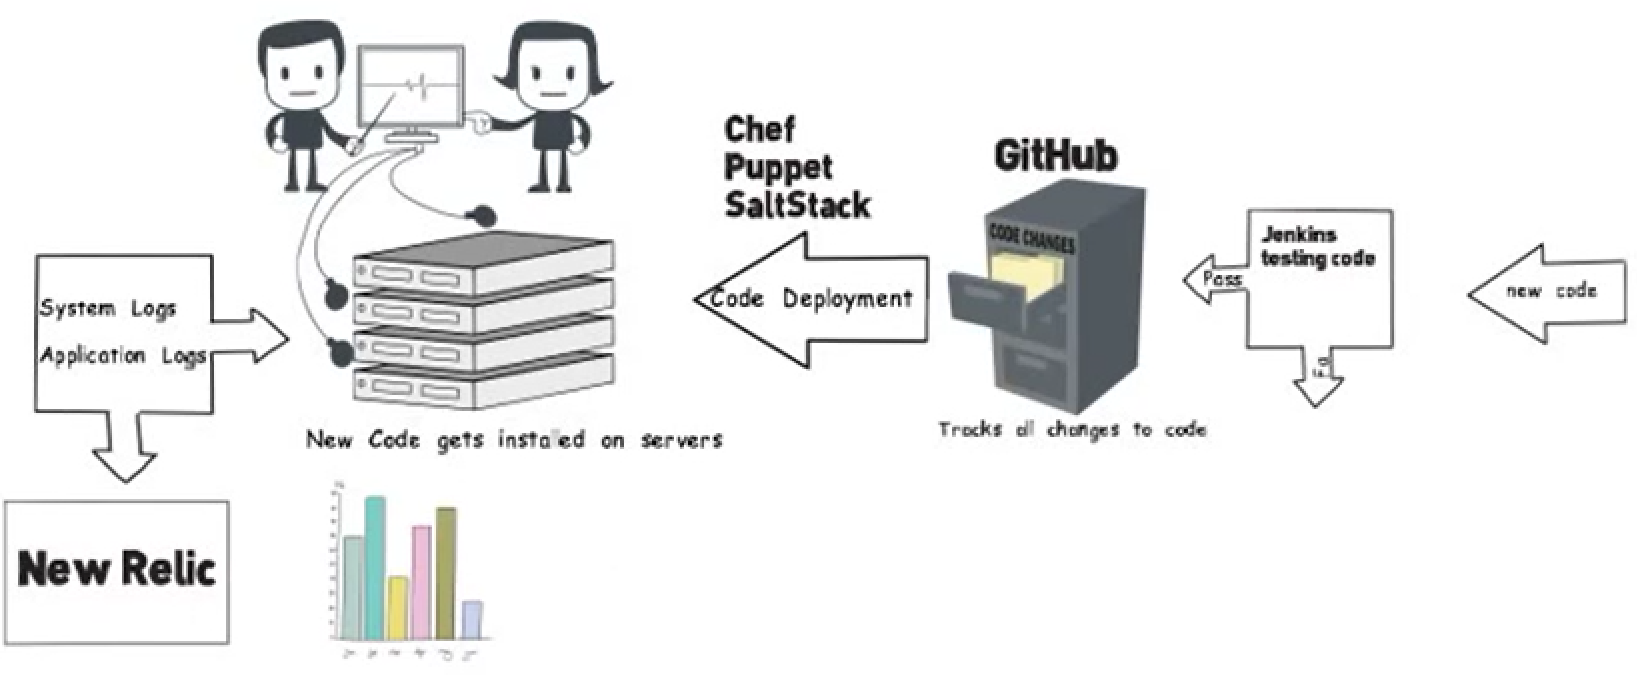 Chef
Puppet
SaltStack
GitHub
CODE CHANGES
Jenkins
testing code
Pass
new code
Code Deployment
System Logs
Application Logs
New Code gets installed on servers
Tracks all changes to code
New Relic